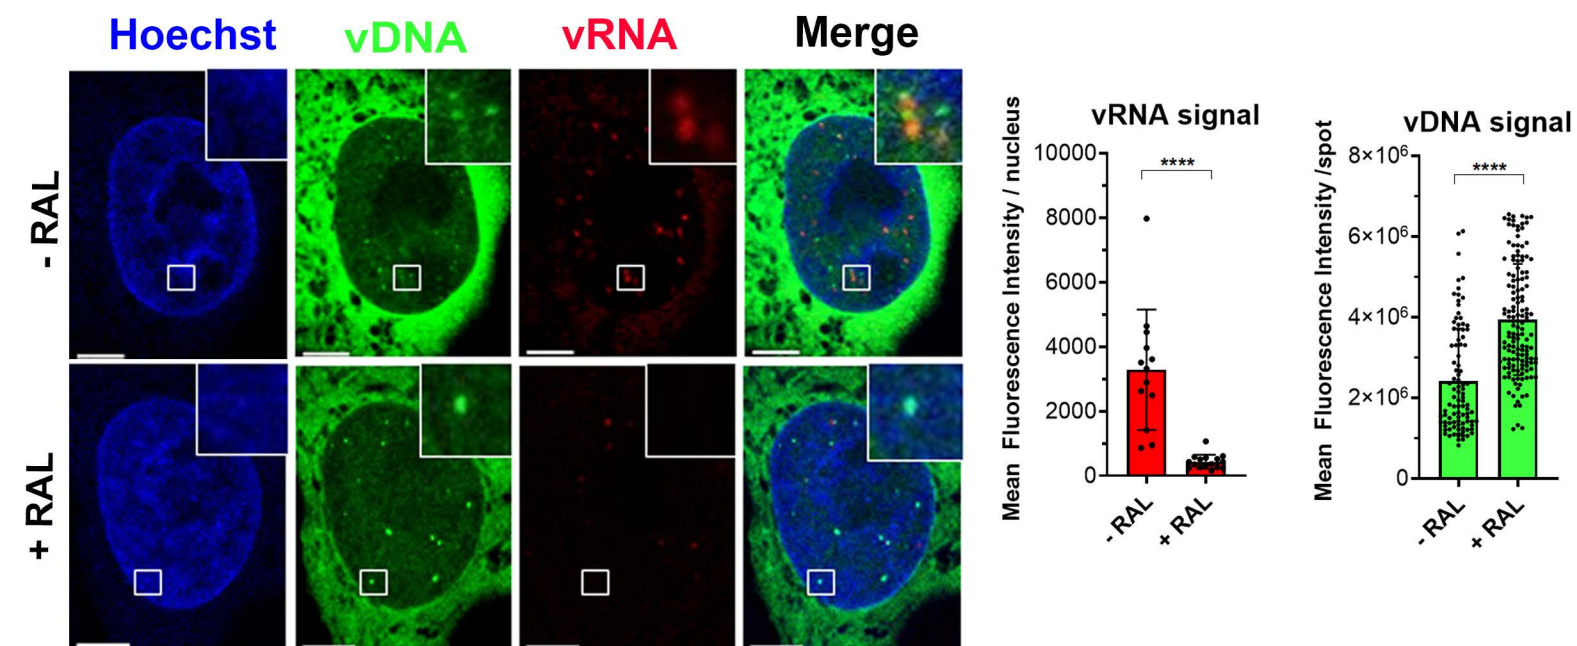 Hoechst vDNA vRNA Merge
- RAL
+ RAL
vRNA signal
Mean Fluorescence Intensity / nucleus
10000
8000
6000
4000
2000
0
****
- RAL
+ RAL
vDNA signal
Mean Fluorescence Intensity /spot
8×10⁶
6×10⁶
4×10⁶
2×10⁶
0
****
- RAL
+ RAL